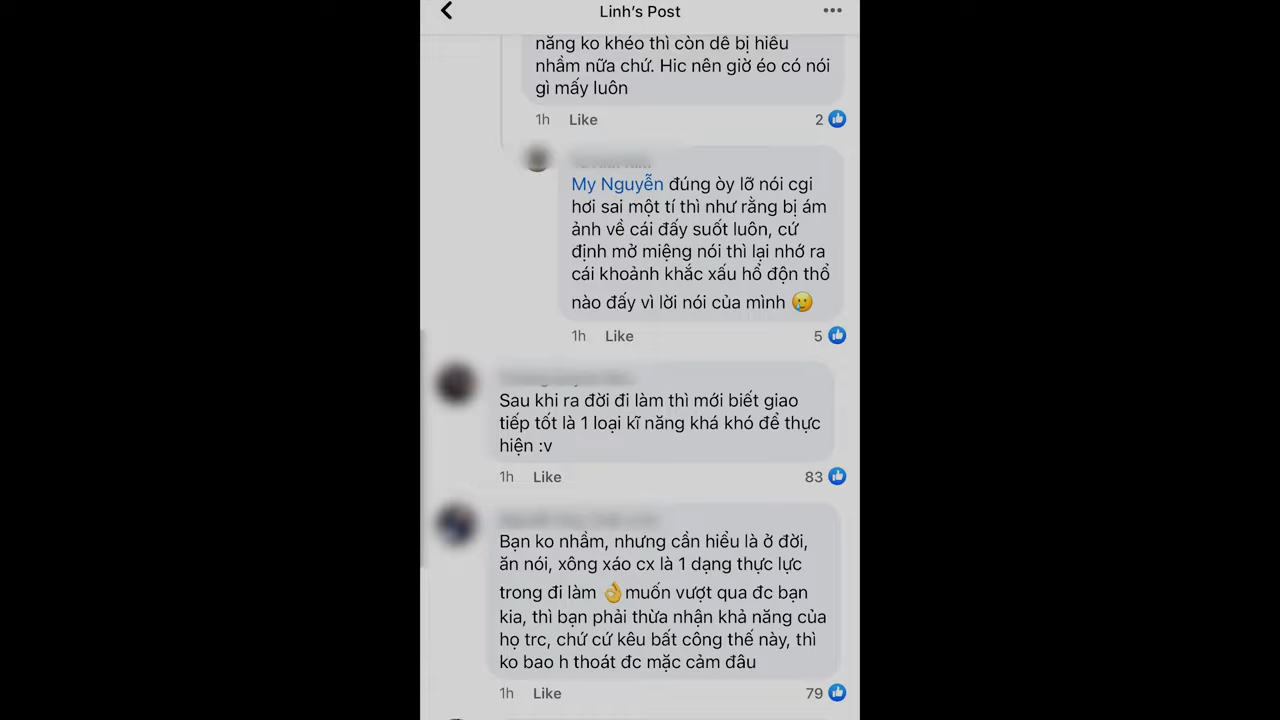 Linh's Post
năng ko khéo thì còn dễ bị hiểu
nhầm nữa chứ. Hic nên giờ éo có nói
gì mấy luôn
1h Like 2
My Nguyễn đúng òy lỡ nói cgi
hơi sai một tí thì như rằng bị ám
ảnh về cái đấy suốt luôn, cứ
định mở miệng nói thì lại nhớ ra
cái khoảnh khắc xấu hổ độn thổ
nào đấy vì lời nói của mình 🥲
1h Like 5
Sau khi ra đời đi làm thì mới biết giao
tiếp tốt là 1 loại kĩ năng khá khó để thực
hiện :v
1h Like 83
Bạn ko nhầm, nhưng cần hiểu là ở đời,
ăn nói, xông xáo cx là 1 dạng thực lực
trong đi làm 👌muốn vượt qua đc bạn
kia, thì bạn phải thừa nhận khả năng của
họ trc, chứ cứ kêu bất công thế này, thì
ko bao h thoát đc mặc cảm đâu
1h Like 79